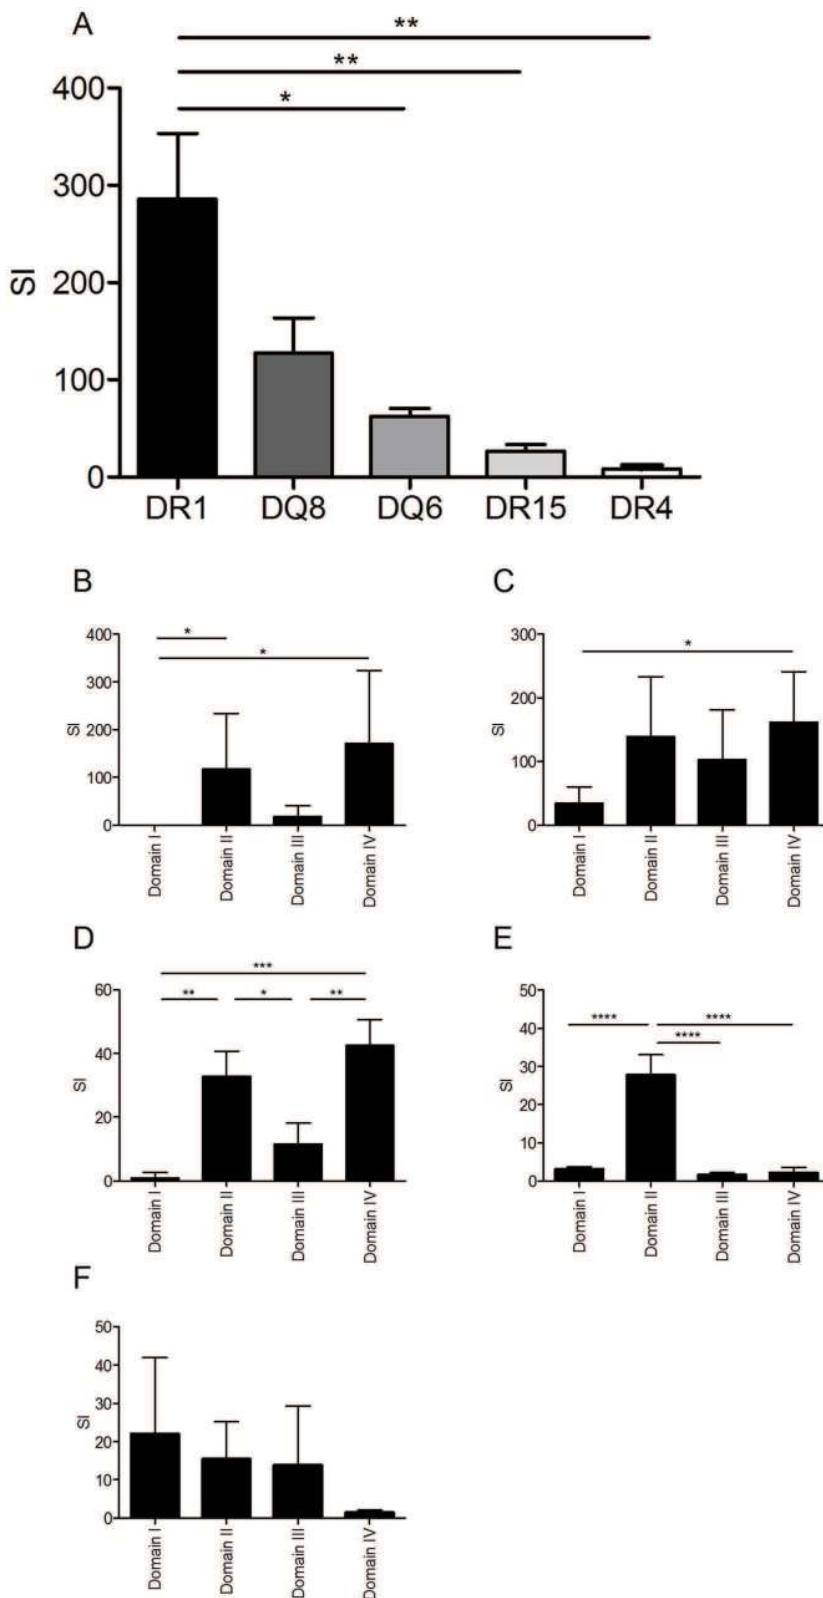 A
**
**
*
400
300
200
100
0
SI
DR1 DQ8 DQ6 DR15 DR4
B
*
*
400
300
200
100
0
SI
Domain I Domain II Domain III Domain IV
C
*
300
200
100
0
SI
Domain I Domain II Domain III Domain IV
D
***
** * **
60
40
20
0
SI
Domain I Domain II Domain III Domain IV
E
**** ****
****
50
40
30
20
10
0
SI
Domain I Domain II Domain III Domain IV
F
50
40
30
20
10
0
SI
Domain I Domain II Domain III Domain IV